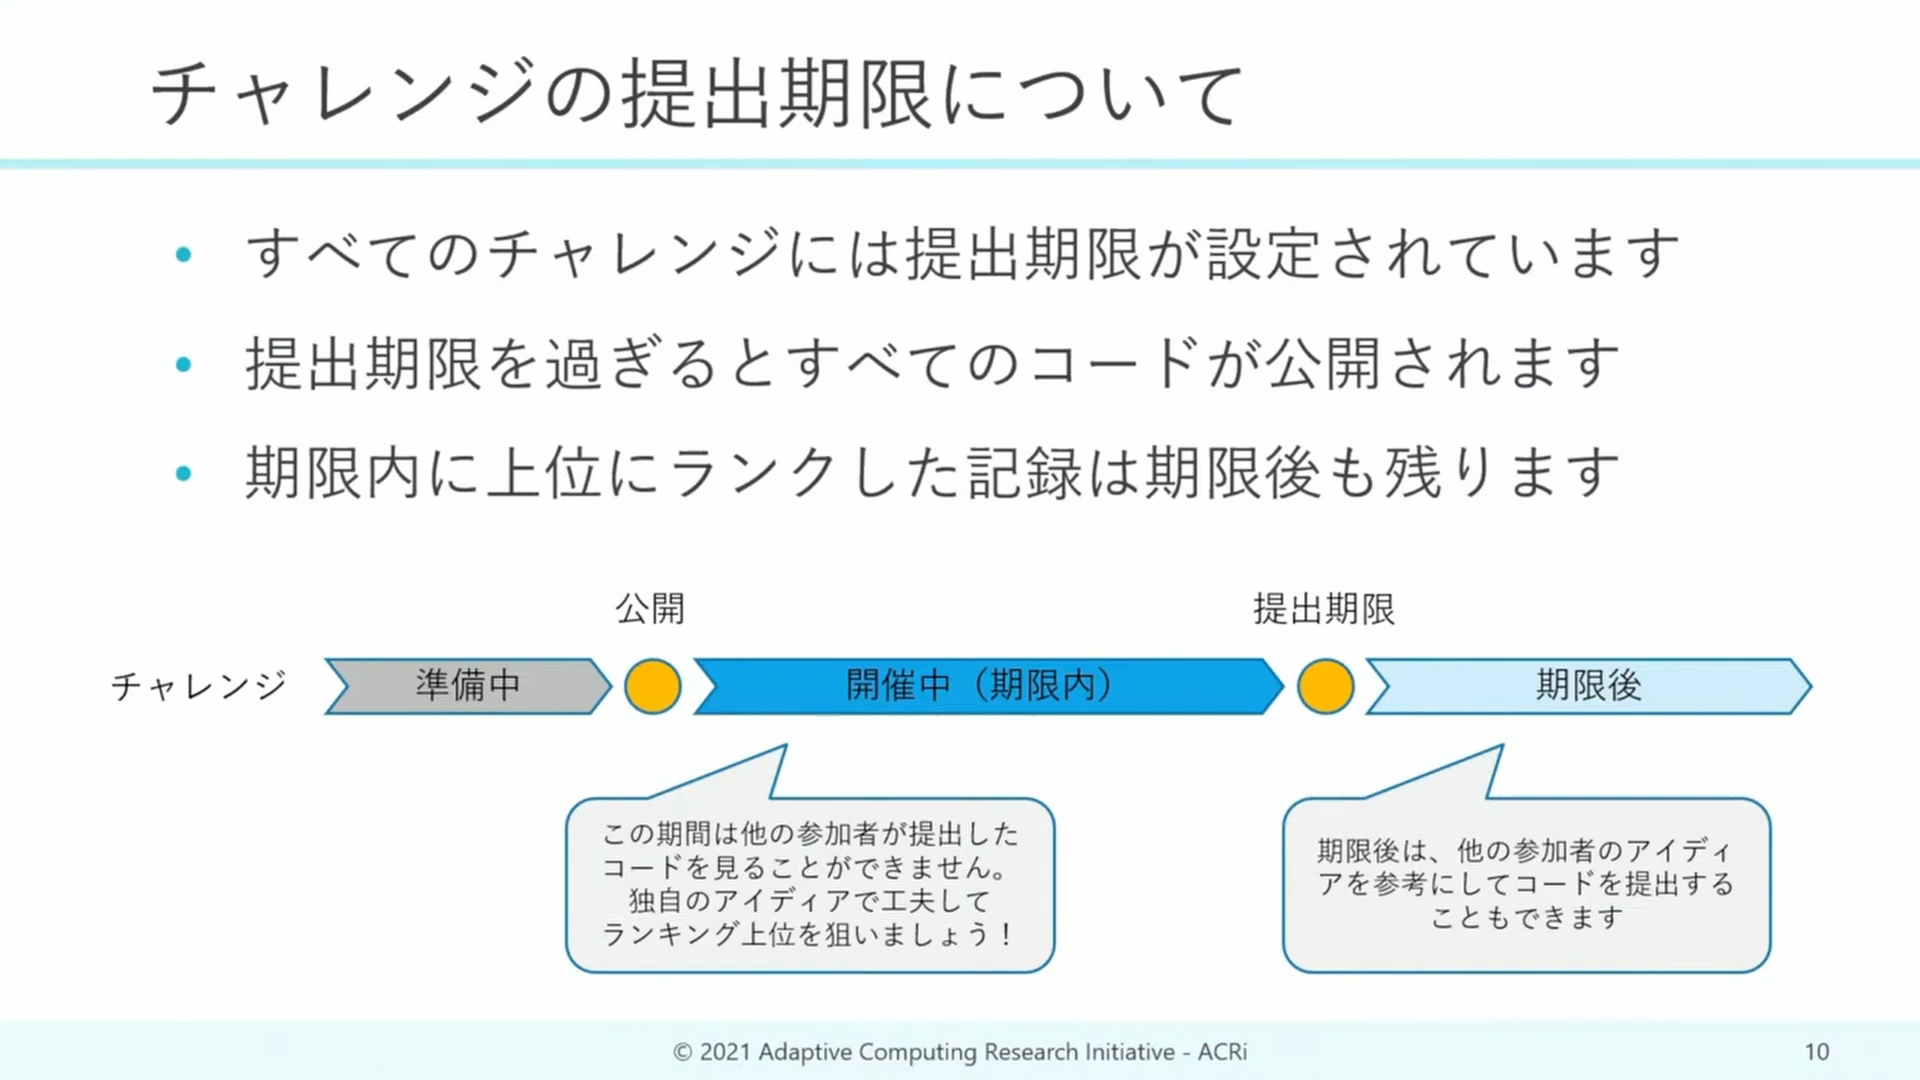 チャレンジの提出期限について
• すべてのチャレンジには提出期限が設定されています
• 提出期限を過ぎるとすべてのコードが公開されます
• 期限内に上位にランクした記録は期限後も残ります
公開
提出期限
チャレンジ
準備中
開催中（期限内）
期限後
この期間は他の参加者が提出した
コードを見ることができません。
独自のアイディアで工夫して
ランキング上位を狙いましょう！
期限後は、他の参加者のアイディ
アを参考にしてコードを提出する
こともできます
© 2021 Adaptive Computing Research Initiative - ACRi
10